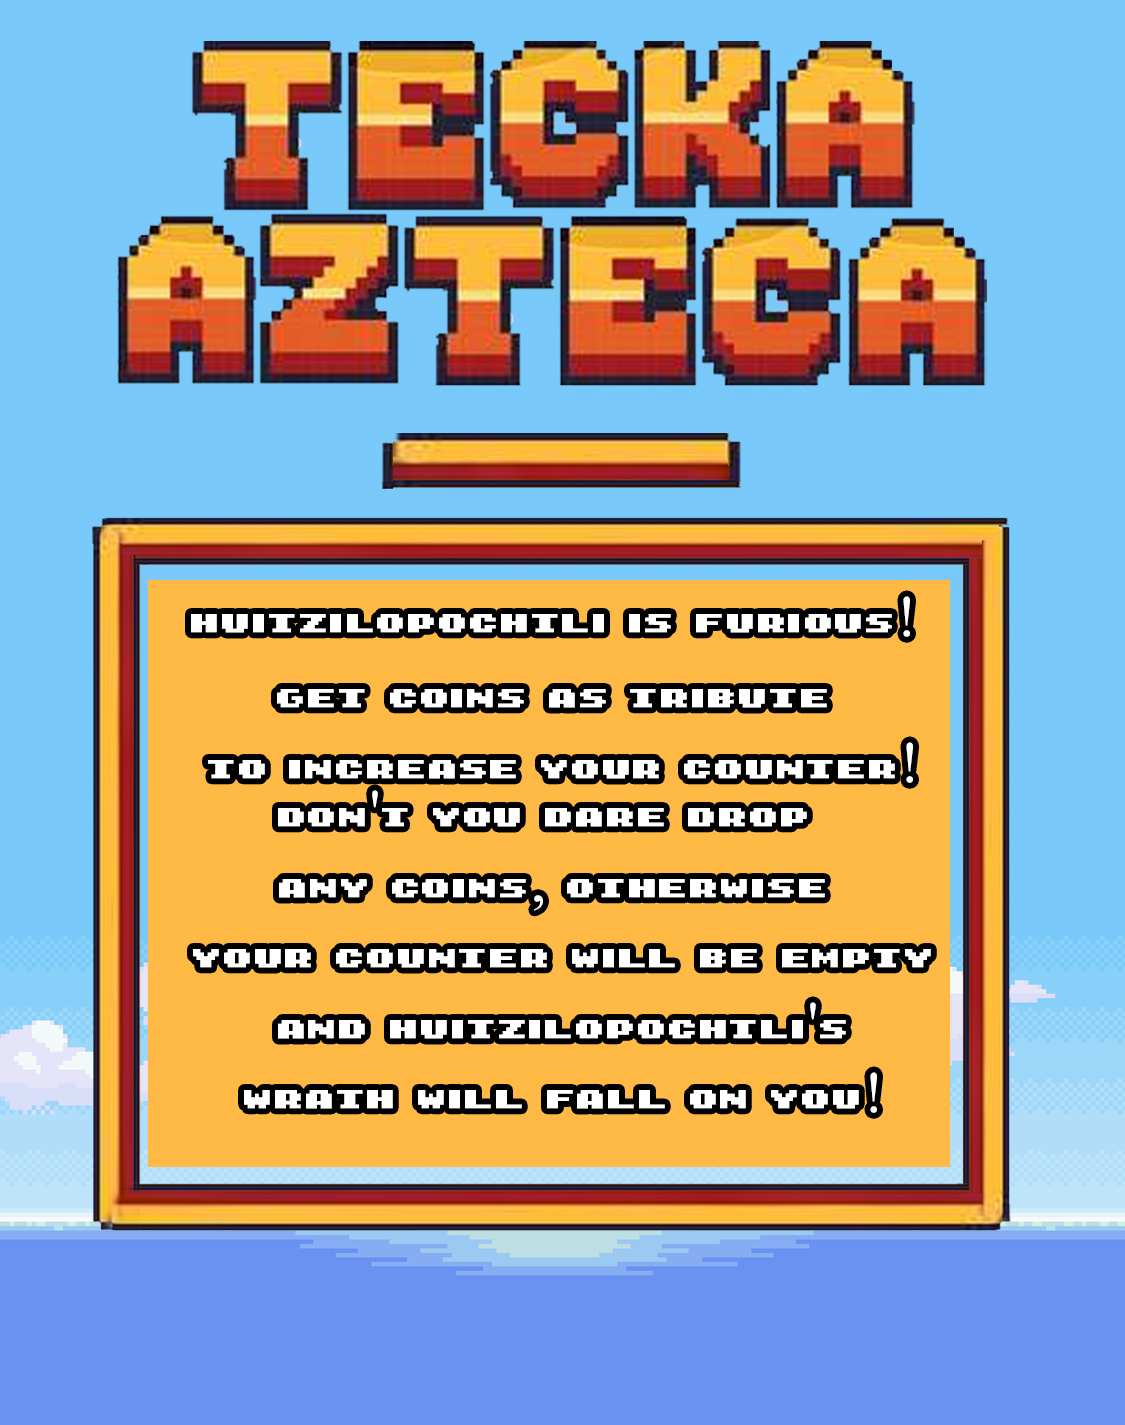 TECKA
AZTECA
HUITZILOPOCHTLI IS FURIOUS!
GET COINS AS TRIBUTE
TO INCREASE YOUR COUNTER!
DON'T YOU DARE DROP
ANY COINS, OTHERWISE
YOUR COUNTER WILL BE EMPTY
AND HUITZILOPOCHTLI'S
WRATH WILL FALL ON YOU!